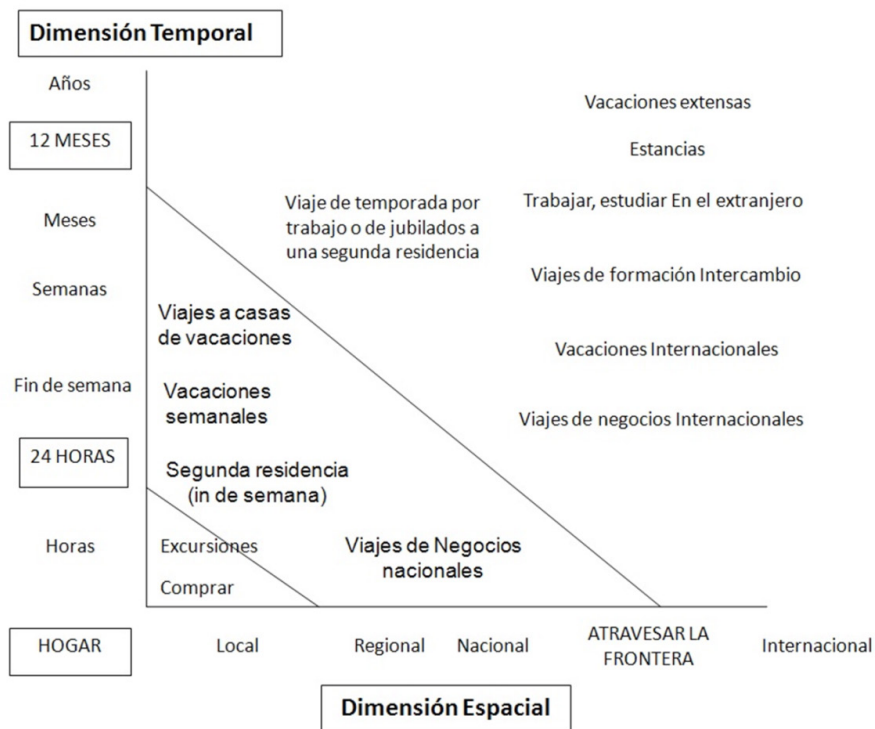 Dimensión Temporal
Años
Vacaciones extensas
12 MESES
Estancias
Viaje de temporada por
trabajo o de jubilados a
una segunda residencia
Trabajar, estudiar En el extranjero
Meses
Viajes de formación Intercambio
Semanas
Viajes a casas
de vacaciones
Vacaciones Internacionales
Fin de semana
Vacaciones
semanales
Viajes de negocios Internacionales
24 HORAS
Segunda residencia
(in de semana)
Horas
Excursiones
Viajes de Negocios
nacionales
Comprar
HOGAR
Local
Regional
Nacional
ATRAVESAR LA
FRONTERA
Internacional
Dimensión Espacial